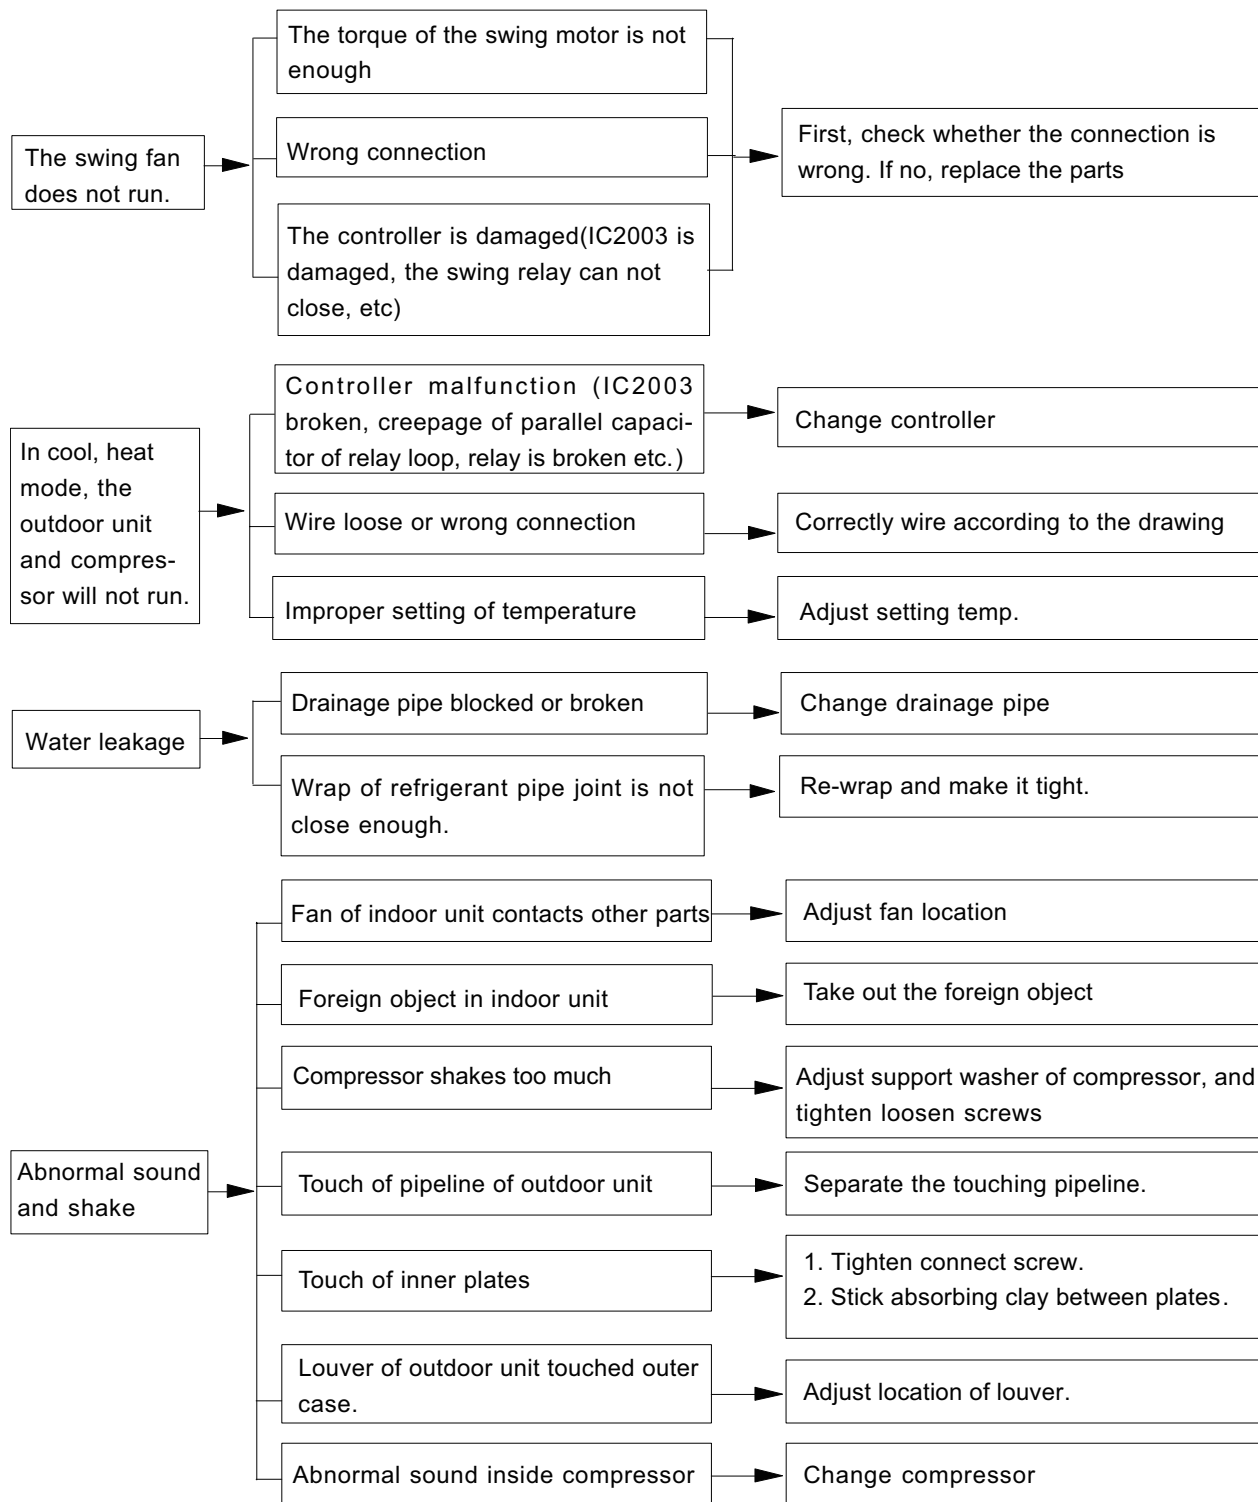 The torque of the swing motor is not
enough
The swing fan
does not run.
Wrong connection
First, check whether the connection is
wrong. If no, replace the parts
The controller is damaged(IC2003 is
damaged, the swing relay can not
close, etc)
In cool, heat
mode, the
outdoor unit
and compres-
sor will not run.
Controller malfunction (IC2003
broken, creepage of parallel capaci-
tor of relay loop, relay is broken etc.)
Change controller
Wire loose or wrong connection
Correctly wire according to the drawing
Improper setting of temperature
Adjust setting temp.
Water leakage
Drainage pipe blocked or broken
Change drainage pipe
Wrap of refrigerant pipe joint is not
close enough.
Re-wrap and make it tight.
Abnormal sound
and shake
Fan of indoor unit contacts other parts
Adjust fan location
Foreign object in indoor unit
Take out the foreign object
Compressor shakes too much
Adjust support washer of compressor, and
tighten loosen screws
Touch of pipeline of outdoor unit
Separate the touching pipeline.
Touch of inner plates
1. Tighten connect screw.
2. Stick absorbing clay between plates.
Louver of outdoor unit touched outer
case.
Adjust location of louver.
Abnormal sound inside compressor
Change compressor